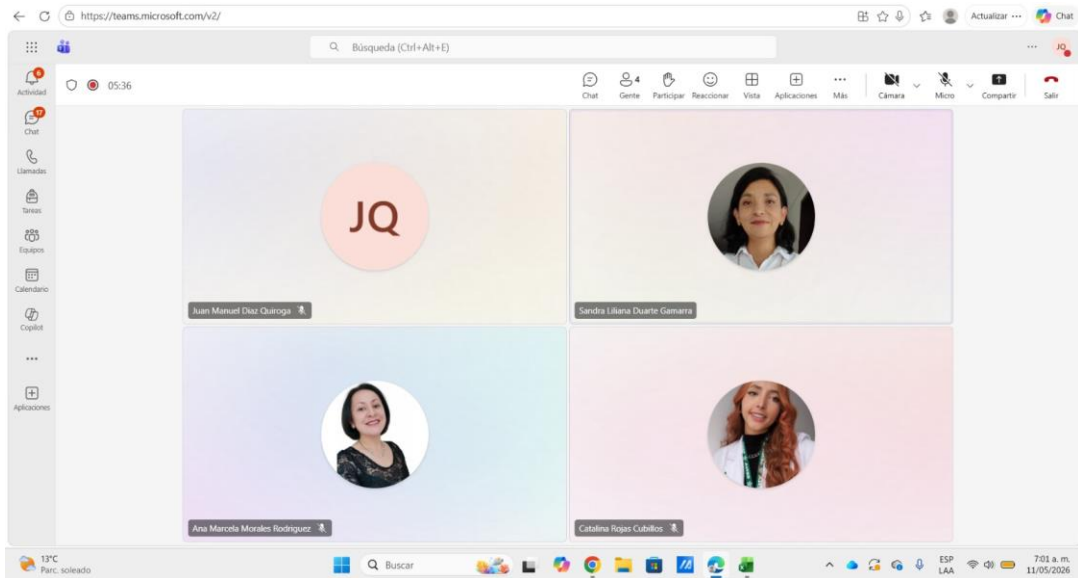 https://teams.microsoft.com/v2/
Actualizar ···
Chat
Búsqueda (Ctrl+Alt+E)
JQ
6
Actividad
05:36
Chat
4
Gente
Participar
Reaccionar
Vista
Aplicaciones
Más
Cámara
Micro
Compartir
Salir
17
Chat
Llamadas
Tareas
Equipos
Calendario
Copilot
Aplicaciones
JQ
Juan Manuel Diaz Quiroga
Sandra Liliana Duarte Gamarra
Ana Marcela Morales Rodriguez
Catalina Rojas Cubillos
13°C
Parc. soleado
Buscar
ESP
LAA
7:01 a. m.
11/05/2026